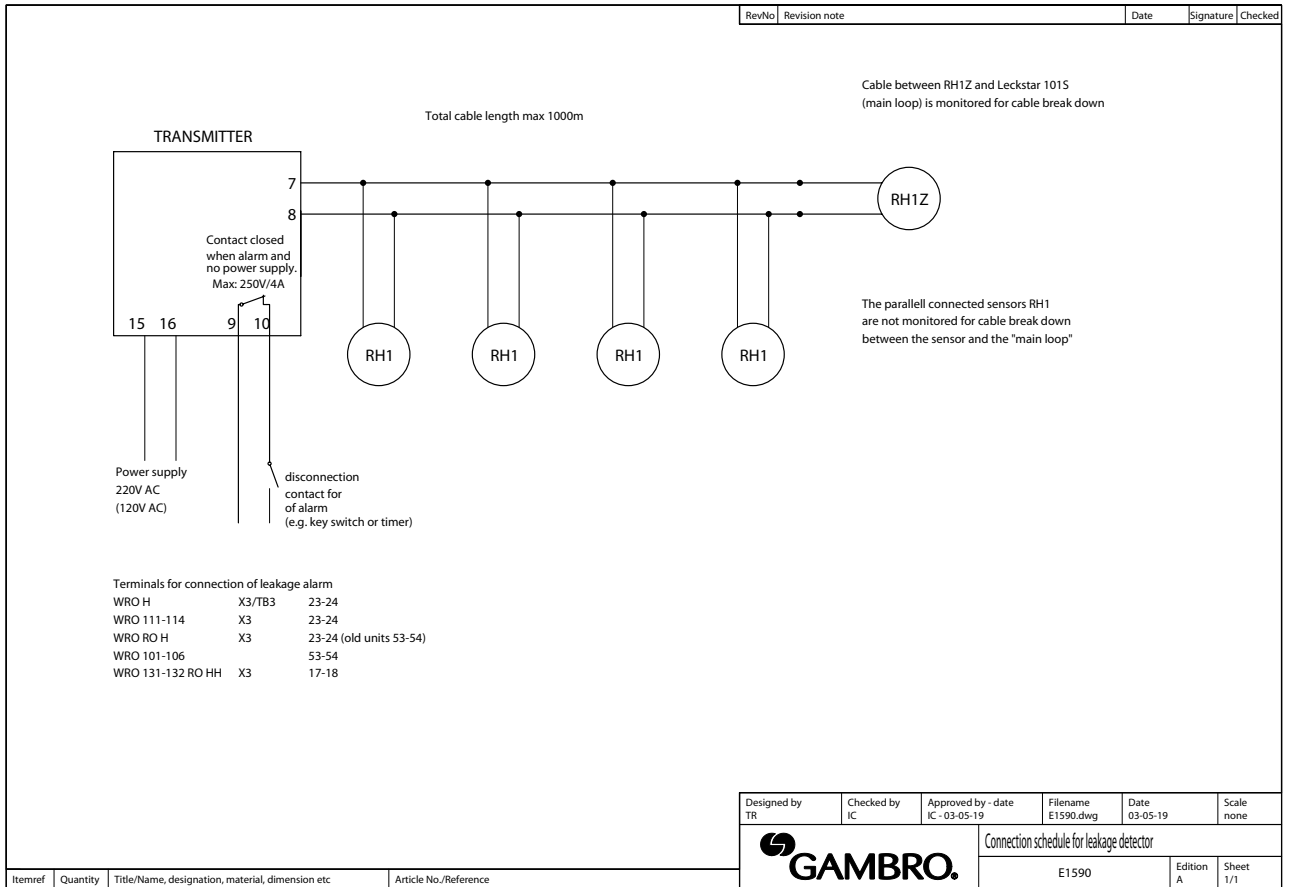 RevNo Revision note Date Signature Checked
Cable between RH1Z and Leckstar 101S
(main loop) is monitored for cable break down
Total cable length max 1000m
TRANSMITTER
7
8
RH1Z
Contact closed
when alarm and
no power supply.
Max: 250V/4A
15 16 9 10
The parallell connected sensors RH1
are not monitored for cable break down
between the sensor and the "main loop"
RH1 RH1 RH1 RH1
Power supply
220V AC
(120V AC)
disconnection
contact for
of alarm
(e.g. key switch or timer)
Terminals for connection of leakage alarm
WRO H X3/TB3 23-24
WRO 111-114 X3 23-24
WRO RO H X3 23-24 (old units 53-54)
WRO 101-106 53-54
WRO 131-132 RO HH X3 17-18
Designed by Checked by Approved by - date Filename Date Scale
TR IC IC - 03-05-19 E1590.dwg 03-05-19 none
GAMBRO.
Connection schedule for leakage detector
E1590
Edition Sheet
A 1/1
Itemref Quantity Title/Name, designation, material, dimension etc Article No./Reference